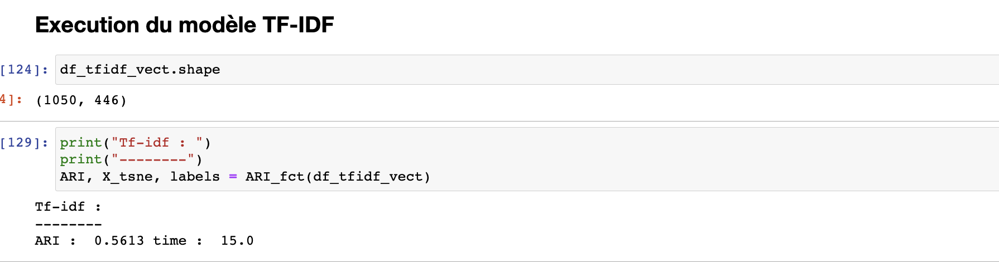 Execution du modèle TF-IDF
[124]: df_tfidf_vect.shape
4]: (1050, 446)
[129]: print("Tf-idf : ")
print("--------")
ARI, X_tsne, labels = ARI_fct(df_tfidf_vect)
Tf-idf :
--------
ARI :  0.5613 time :  15.0